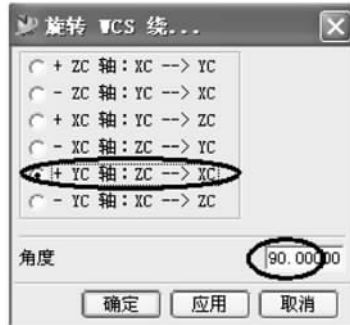 旋转 WCS 绕...
+ ZC 轴:XC --> YC
- ZC 轴:YC --> XC
+ XC 轴:YC --> ZC
- XC 轴:ZC --> YC
+ YC 轴:ZC --> XC
- YC 轴:XC --> ZC
角度 90.00000
确定 应用 取消